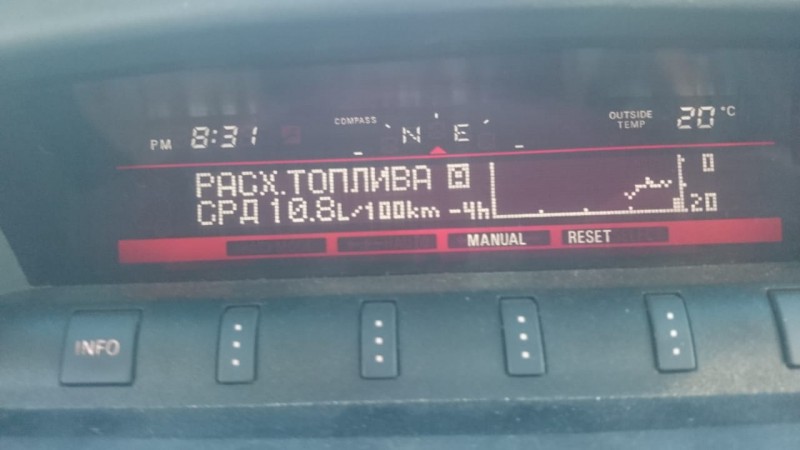 PM 8:31 COMPASS N E OUTSIDE TEMP 20 °C
РАСХ.ТОПЛИВА A 0
СРД 10.8L/100km -4h 20
MANUAL RESET
INFO